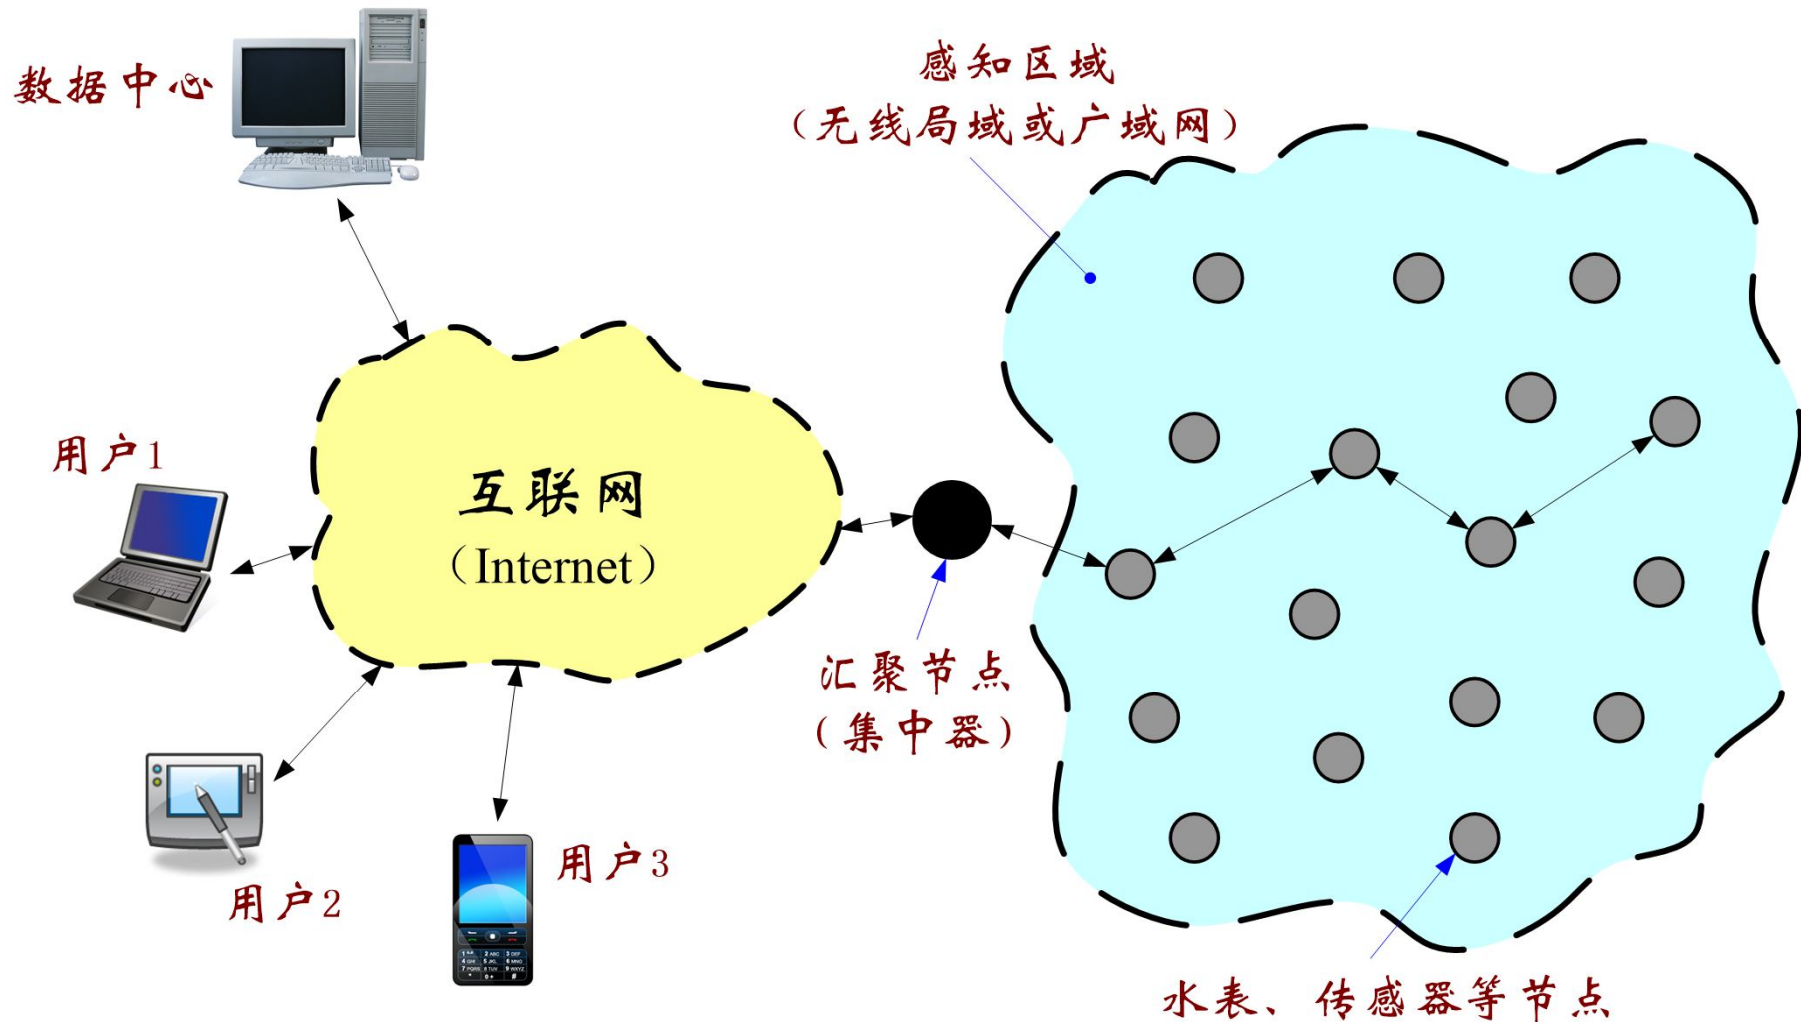 数据中心
感知区域
（无线局域或广域网）
用户1
互联网
（Internet）
汇聚节点
（集中器）
用户2
用户3
水表、传感器等节点